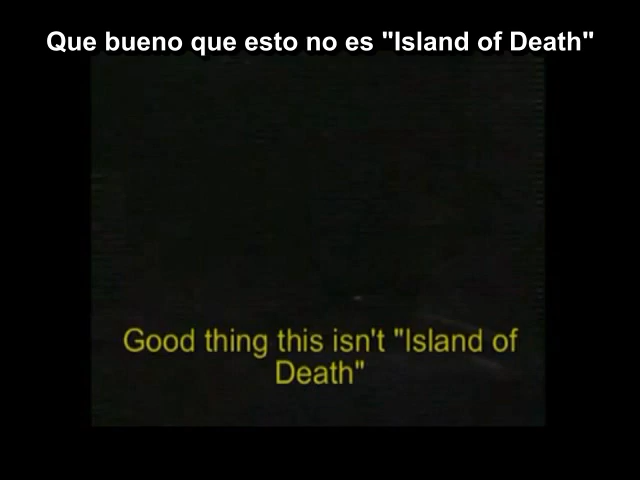 Que bueno que esto no es "Island of Death"
Good thing this isn't "Island of
Death"